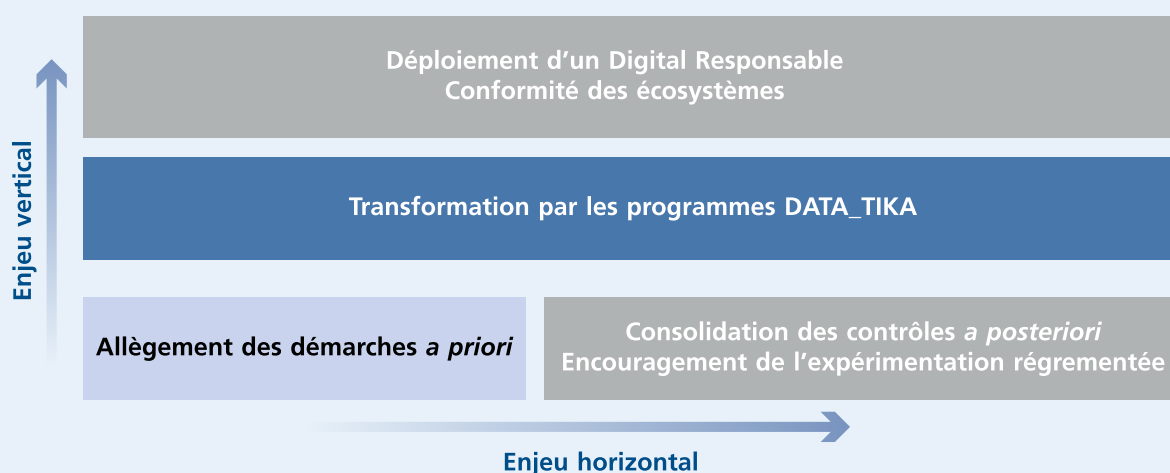 Déploiement d’un Digital Responsable
Conformité des écosystèmes
Enjeu vertical
Transformation par les programmes DATA_TIKA
Allègement des démarches a priori
Consolidation des contrôles a posteriori
Encouragement de l’expérimentation régrementée
Enjeu horizontal